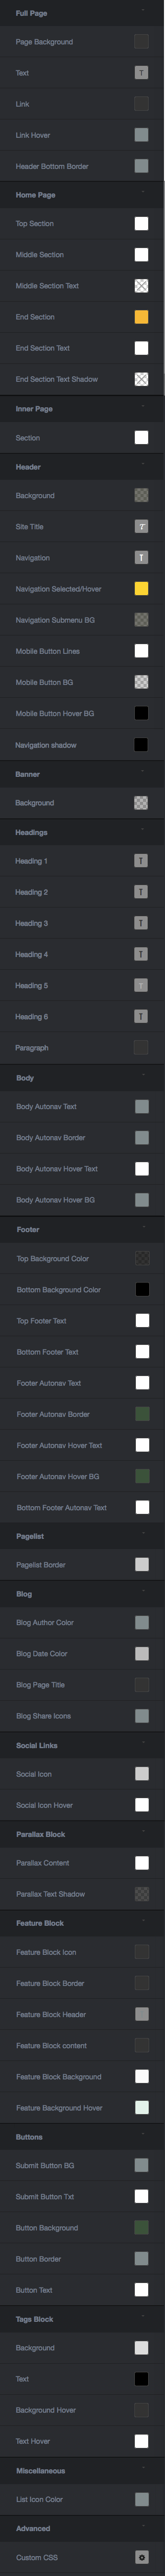 Full Page
Page Background
Text
Link
Link Hover
Header Bottom Border
Home Page
Top Section
Middle Section
Middle Section Text
End Section
End Section Text
End Section Text Shadow
Inner Page
Section
Header
Background
Site Title
Navigation
Navigation Selected/Hover
Navigation Submenu BG
Mobile Button Lines
Mobile Button BG
Mobile Button Hover BG
Navigation shadow
Banner
Background
Headings
Heading 1
Heading 2
Heading 3
Heading 4
Heading 5
Heading 6
Paragraph
Body
Body Autonav Text
Body Autonav Border
Body Autonav Hover Text
Body Autonav Hover BG
Footer
Top Background Color
Bottom Background Color
Top Footer Text
Bottom Footer Text
Footer Autonav Text
Footer Autonav Border
Footer Autonav Hover Text
Footer Autonav Hover BG
Bottom Footer Autonav Text
Pagelist
Pagelist Border
Blog
Blog Author Color
Blog Date Color
Blog Page Title
Blog Share Icons
Social Links
Social Icon
Social Icon Hover
Parallax Block
Parallax Content
Parallax Text Shadow
Feature Block
Feature Block Icon
Feature Block Border
Feature Block Header
Feature Block content
Feature Block Background
Feature Background Hover
Buttons
Submit Button BG
Submit Button Txt
Button Background
Button Border
Button Text
Tags Block
Background
Text
Background Hover
Text Hover
Miscellaneous
List Icon Color
Advanced
Custom CSS